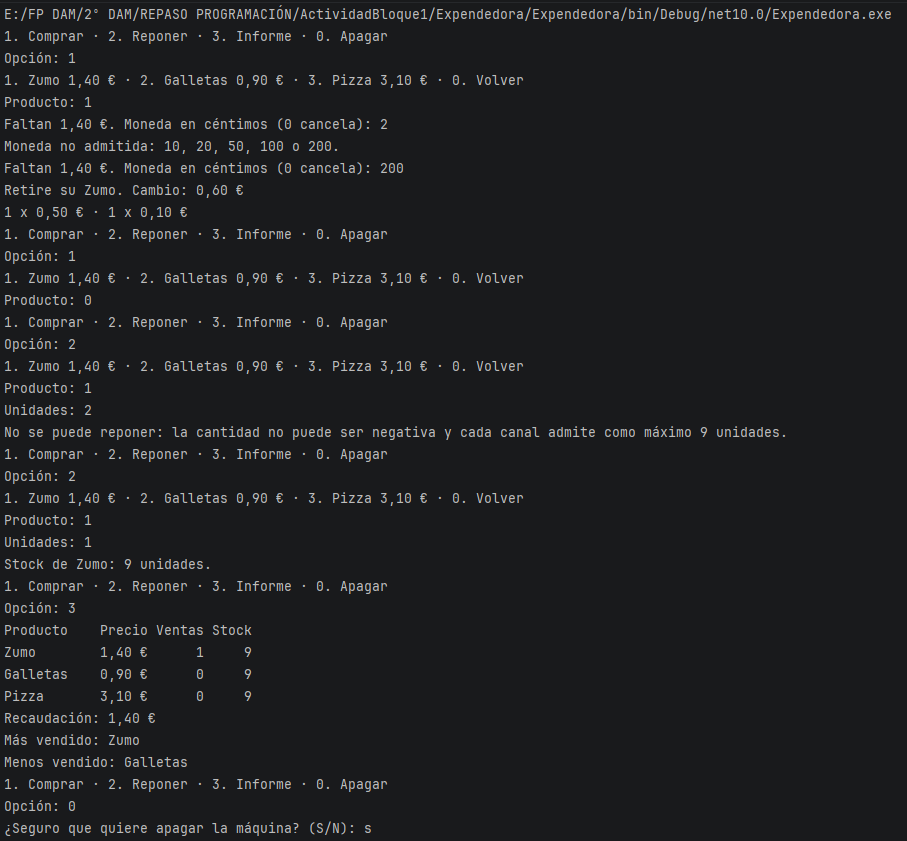 E:/FP DAM/2º DAM/REPASO PROGRAMACIÓN/ActividadBloque1/Expendedora/Expendedora/bin/Debug/net10.0/Expendedora.exe
1. Comprar · 2. Reponer · 3. Informe · 0. Apagar
Opción: 1
1. Zumo 1,40 € · 2. Galletas 0,90 € · 3. Pizza 3,10 € · 0. Volver
Producto: 1
Faltan 1,40 €. Moneda en céntimos (0 cancela): 2
Moneda no admitida: 10, 20, 50, 100 o 200.
Faltan 1,40 €. Moneda en céntimos (0 cancela): 200
Retire su Zumo. Cambio: 0,60 €
1 x 0,50 € · 1 x 0,10 €
1. Comprar · 2. Reponer · 3. Informe · 0. Apagar
Opción: 1
1. Zumo 1,40 € · 2. Galletas 0,90 € · 3. Pizza 3,10 € · 0. Volver
Producto: 0
1. Comprar · 2. Reponer · 3. Informe · 0. Apagar
Opción: 2
1. Zumo 1,40 € · 2. Galletas 0,90 € · 3. Pizza 3,10 € · 0. Volver
Producto: 1
Unidades: 2
No se puede reponer: la cantidad no puede ser negativa y cada canal admite como máximo 9 unidades.
1. Comprar · 2. Reponer · 3. Informe · 0. Apagar
Opción: 2
1. Zumo 1,40 € · 2. Galletas 0,90 € · 3. Pizza 3,10 € · 0. Volver
Producto: 1
Unidades: 1
Stock de Zumo: 9 unidades.
1. Comprar · 2. Reponer · 3. Informe · 0. Apagar
Opción: 3
Producto    Precio Ventas Stock
Zumo        1,40 €      1     9
Galletas    0,90 €      0     9
Pizza       3,10 €      0     9
Recaudación: 1,40 €
Más vendido: Zumo
Menos vendido: Galletas
1. Comprar · 2. Reponer · 3. Informe · 0. Apagar
Opción: 0
¿Seguro que quiere apagar la máquina? (S/N): s